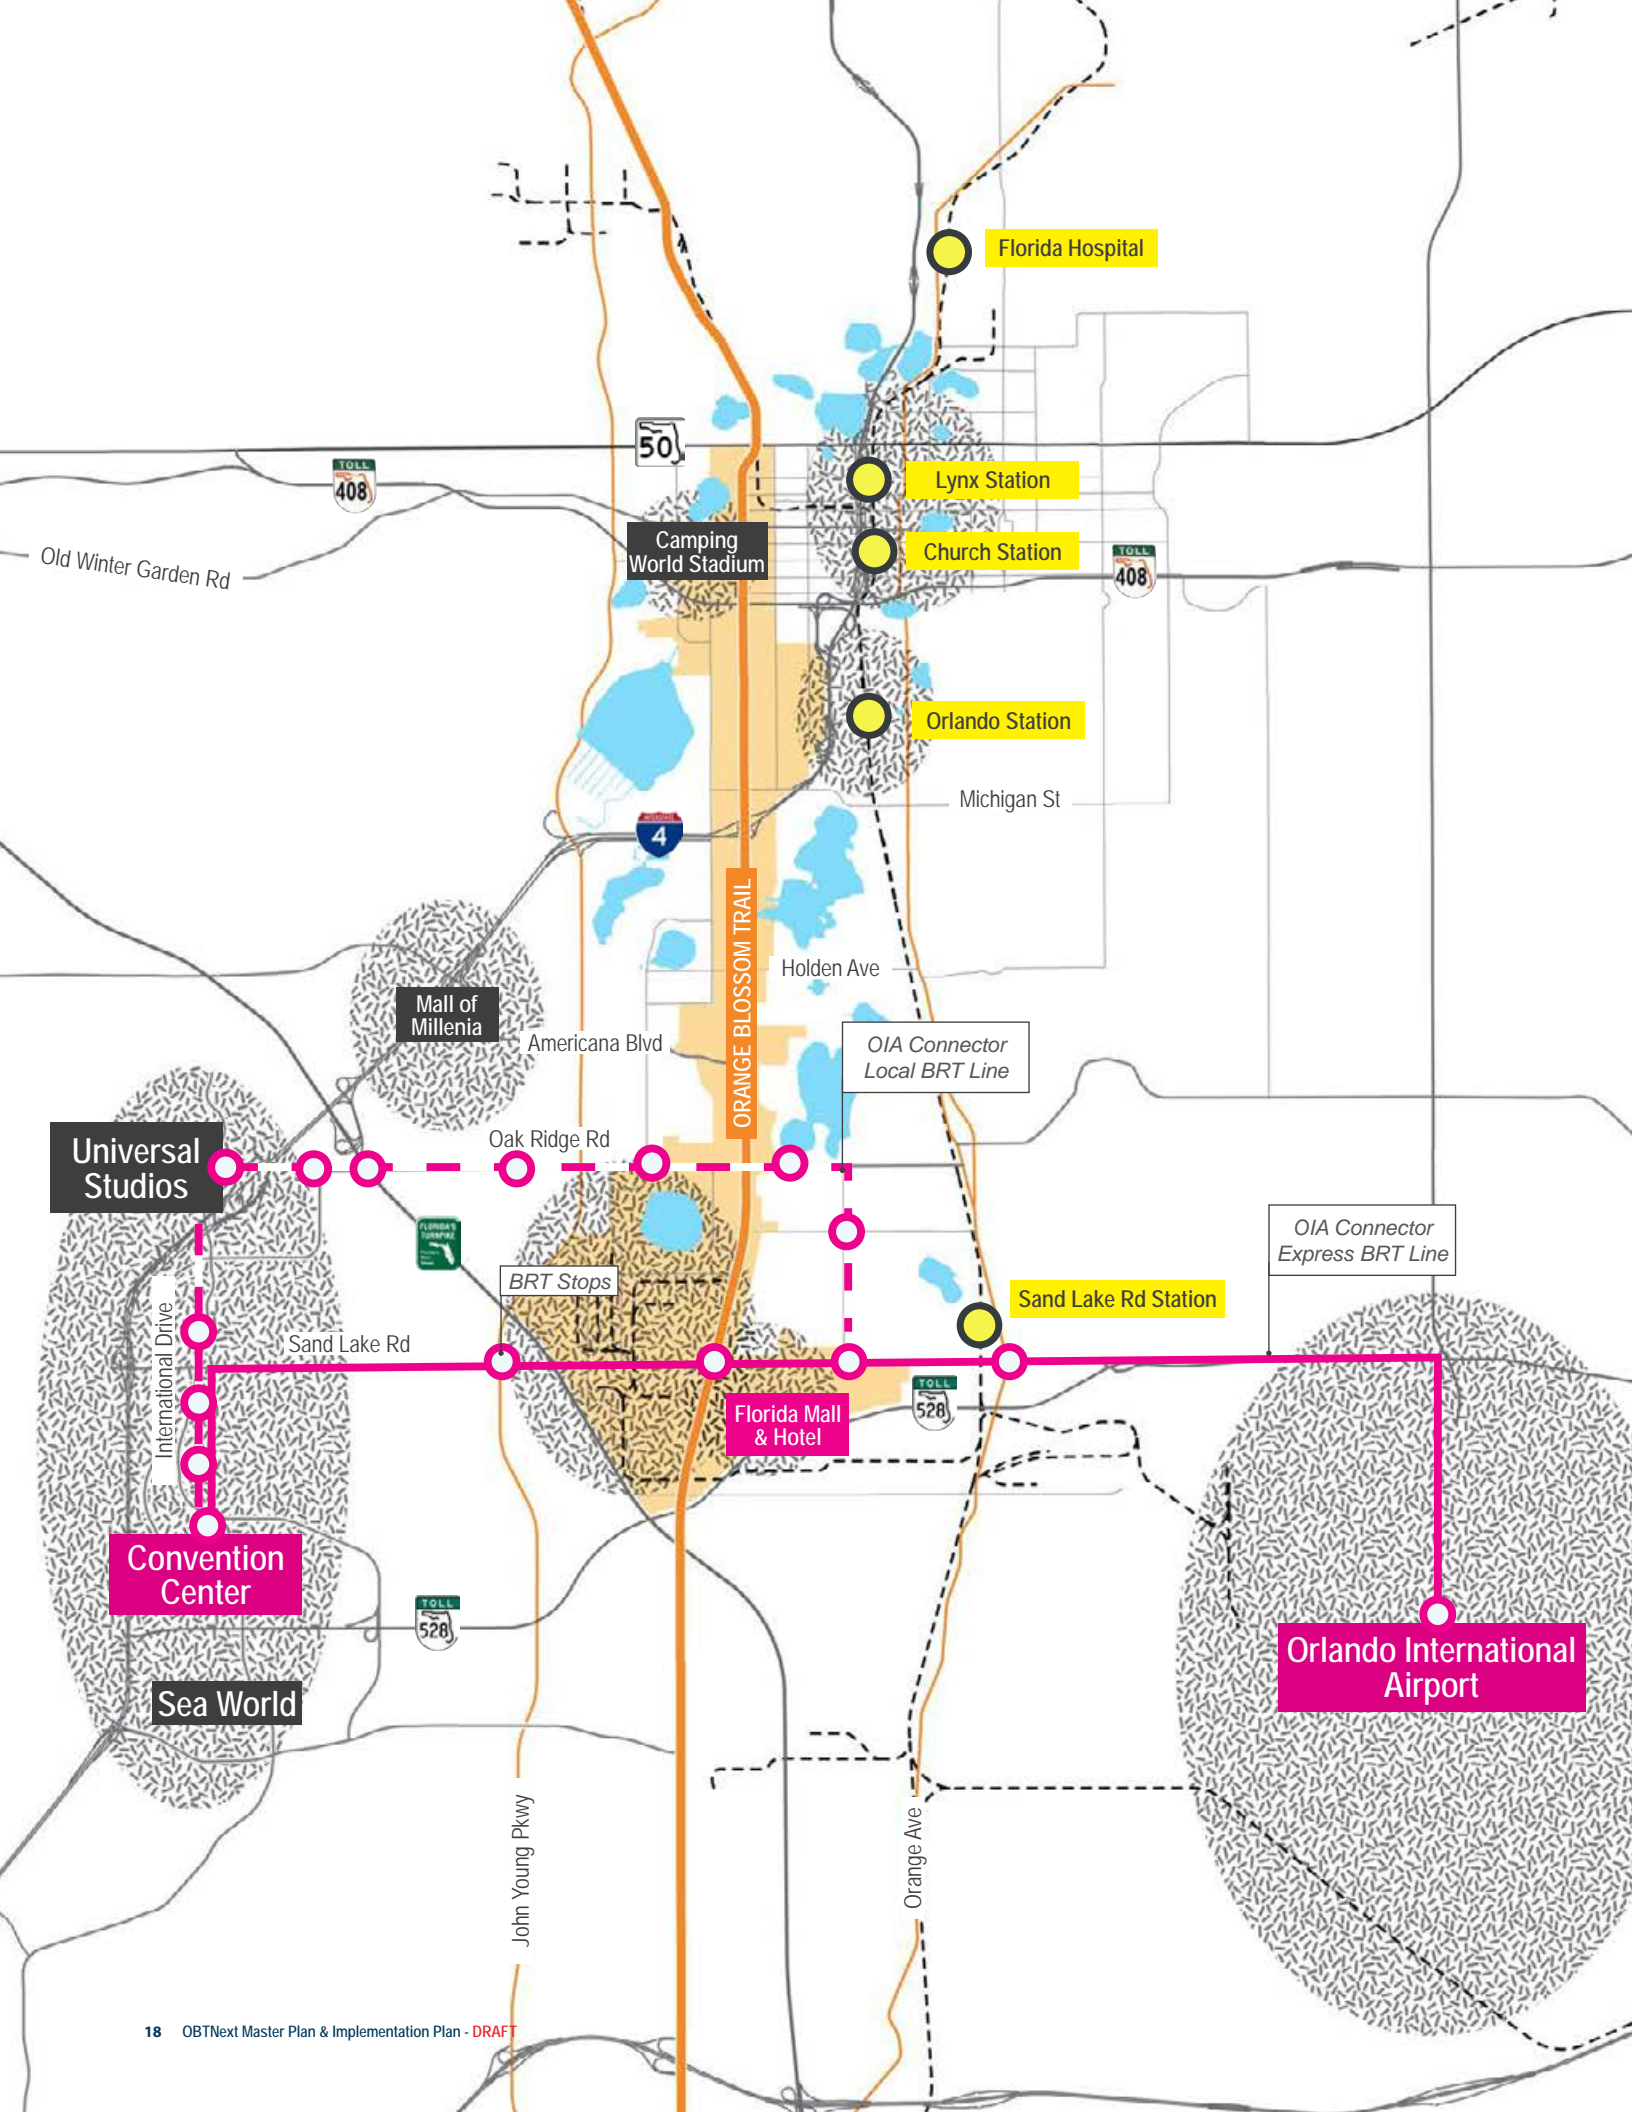 Florida Hospital
50
TOLL
408
Lynx Station
Camping
World Stadium
Church Station
TOLL
408
Old Winter Garden Rd
Orlando Station
Michigan St
4
ORANGE BLOSSOM TRAIL
Holden Ave
Mall of
Millenia
Americana Blvd
OIA Connector
Local BRT Line
Universal
Studios
Oak Ridge Rd
FLORIDA'S
TURNPIKE
OIA Connector
Express BRT Line
BRT Stops
Sand Lake Rd Station
International Drive
Sand Lake Rd
TOLL
528
Florida Mall
& Hotel
Convention
Center
TOLL
528
Orlando International
Airport
Sea World
John Young Pkwy
Orange Ave
18 OBTNext Master Plan & Implementation Plan - DRAFT